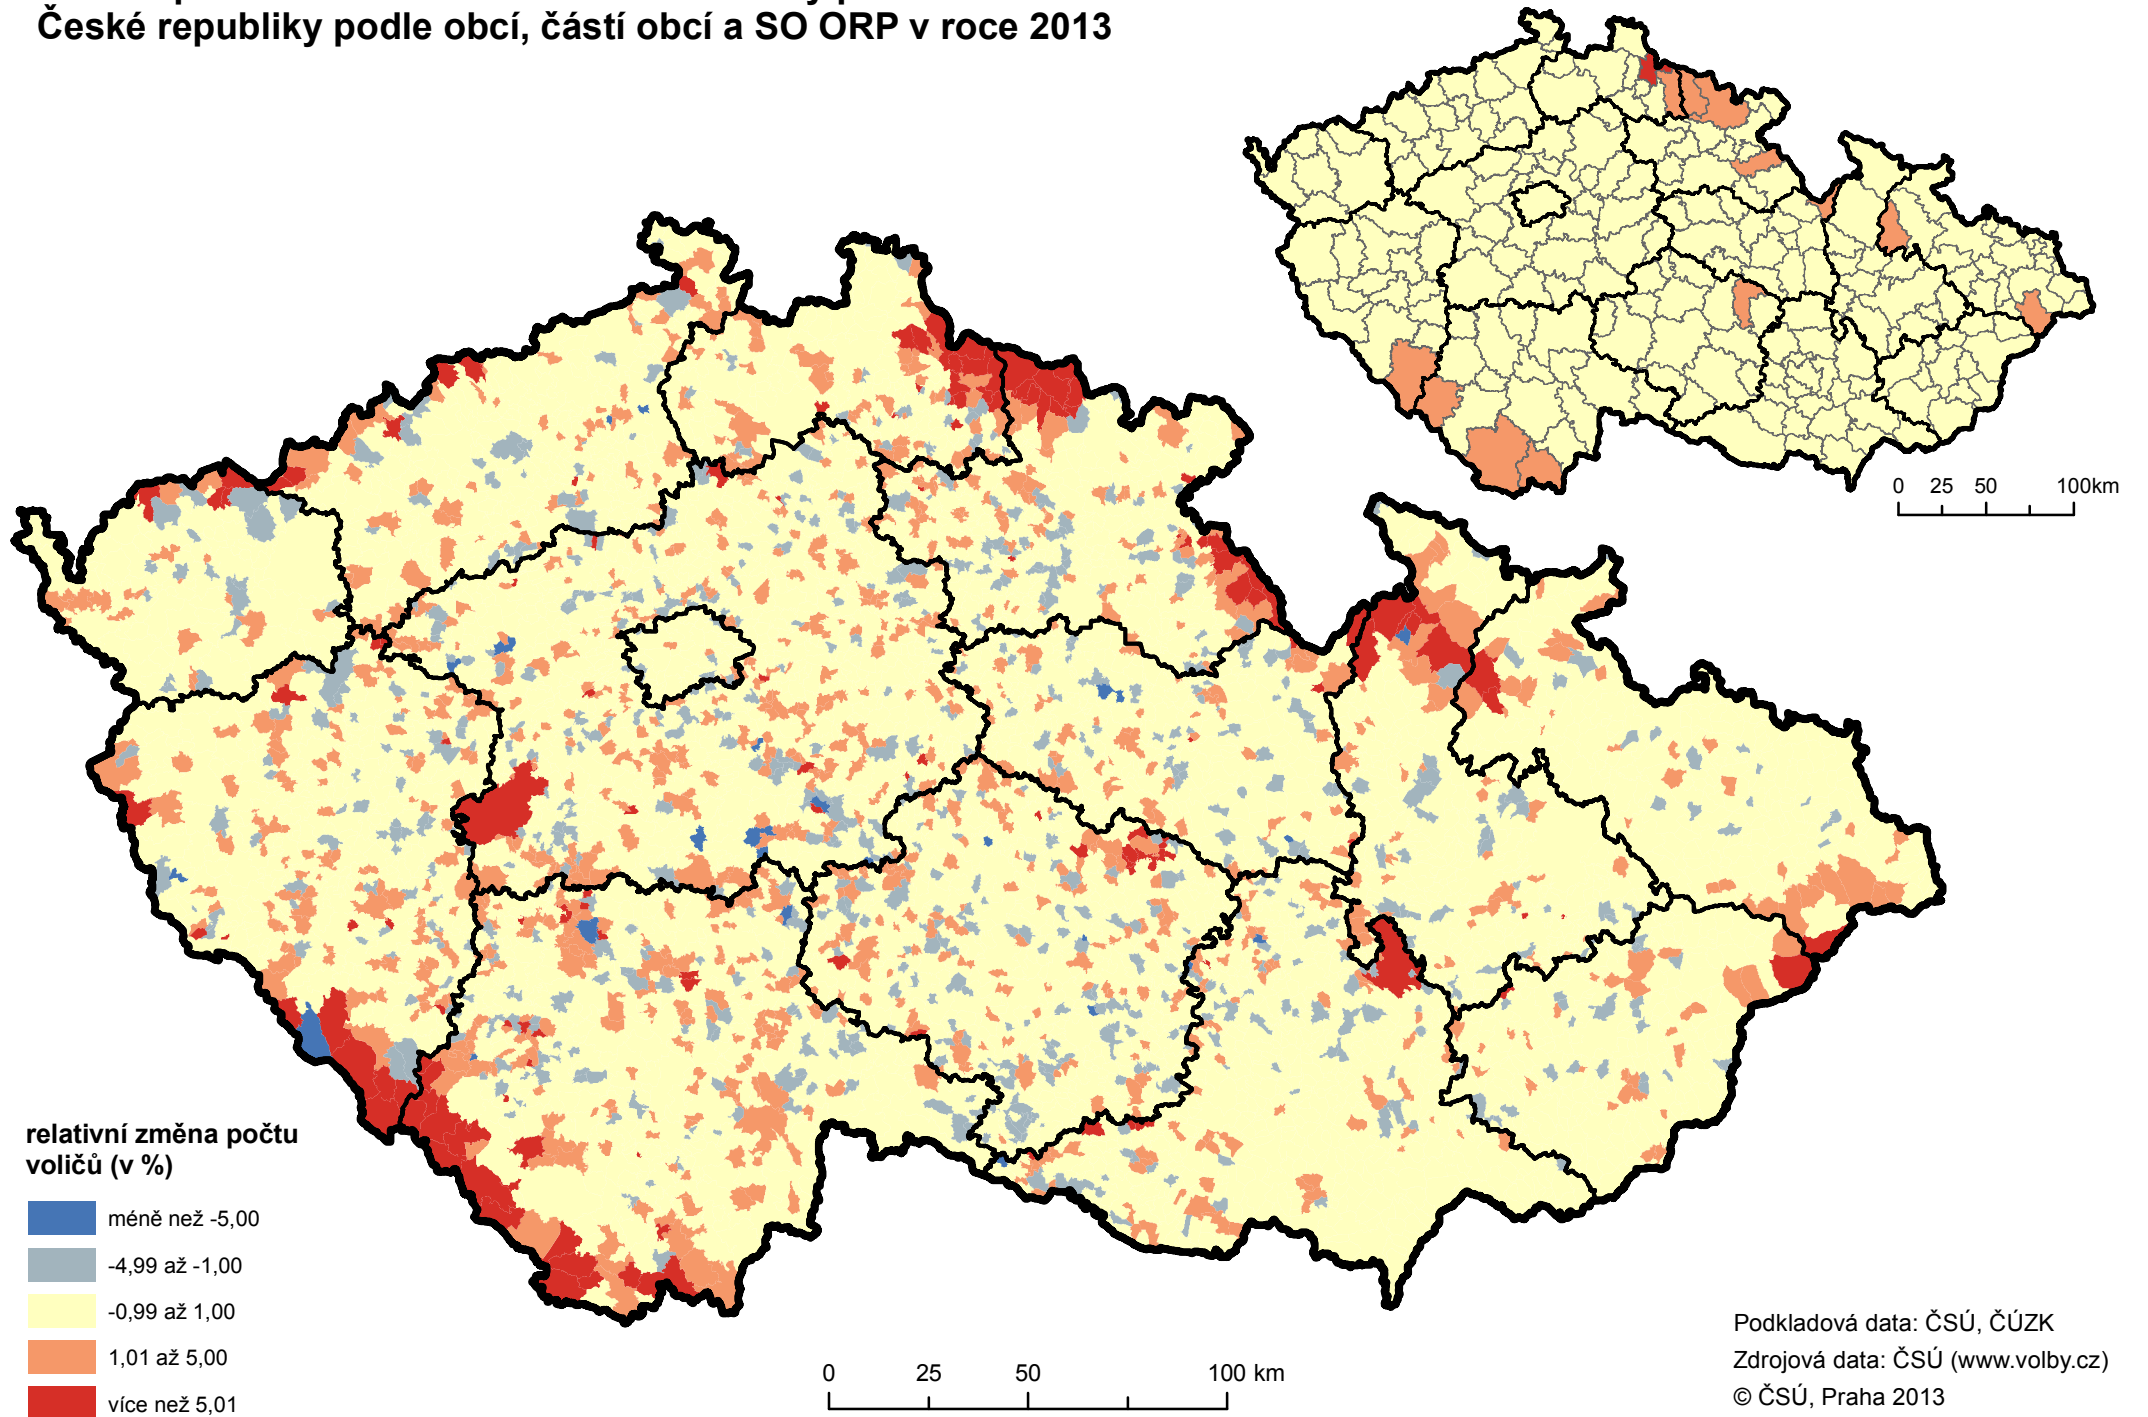 České republiky podle obcí, částí obcí a SO ORP v roce 2013
0 25 50 100km
relativní změna počtu
voličů (v %)
méně než -5,00
-4,99 až -1,00
-0,99 až 1,00
1,01 až 5,00
více než 5,01
0 25 50 100 km
Podkladová data: ČSÚ, ČÚZK
Zdrojová data: ČSÚ (www.volby.cz)
© ČSÚ, Praha 2013